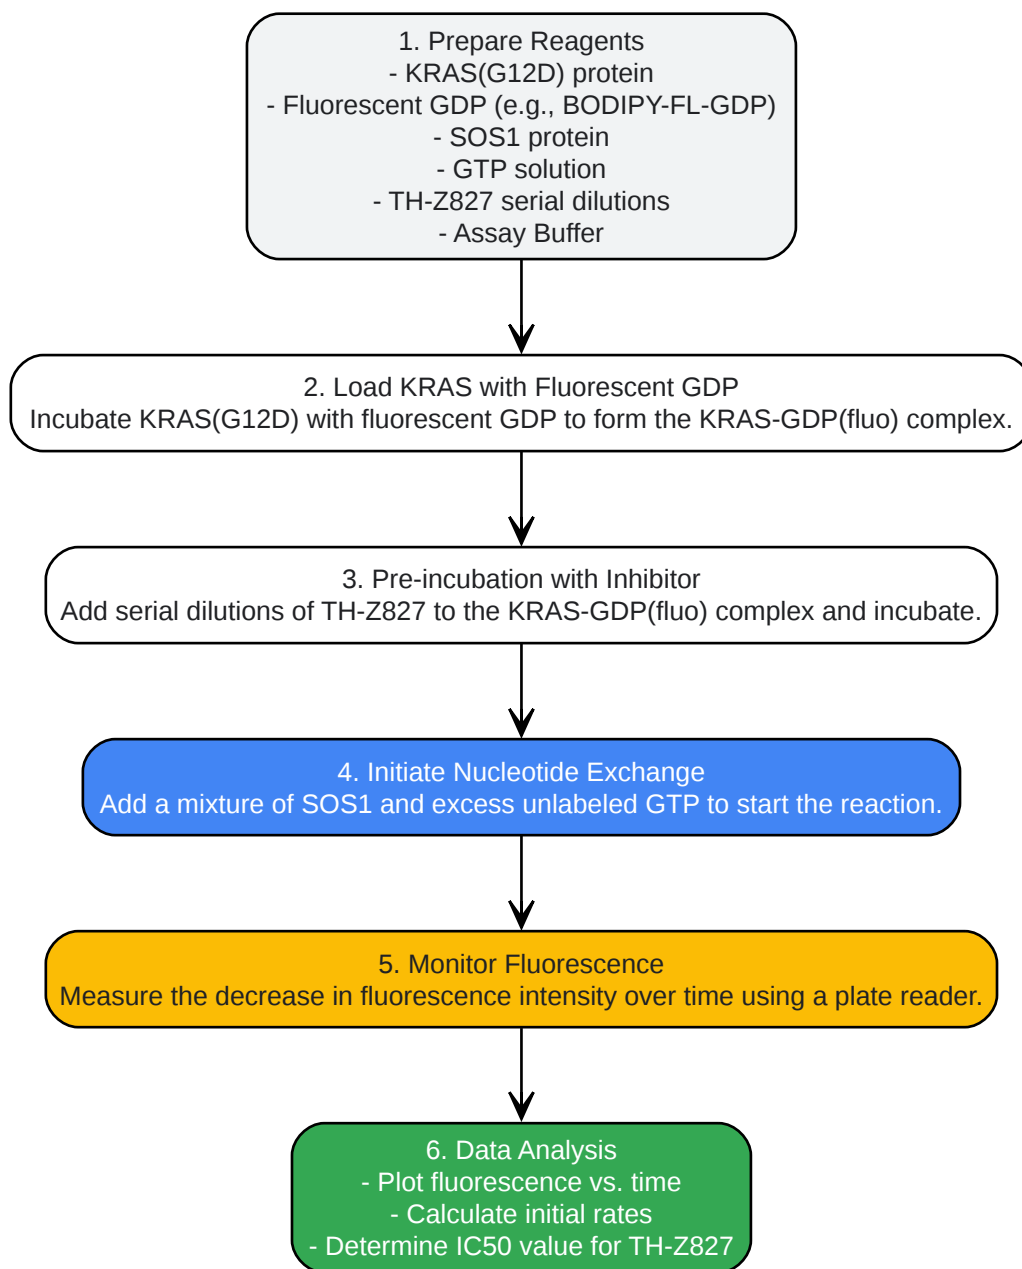 1. Prepare Reagents
- KRAS(G12D) protein
- Fluorescent GDP (e.g., BODIPY-FL-GDP)
- SOS1 protein
- GTP solution
- TH-Z827 serial dilutions
- Assay Buffer
2. Load KRAS with Fluorescent GDP
Incubate KRAS(G12D) with fluorescent GDP to form the KRAS-GDP(fluo) complex.
3. Pre-incubation with Inhibitor
Add serial dilutions of TH-Z827 to the KRAS-GDP(fluo) complex and incubate.
4. Initiate Nucleotide Exchange
Add a mixture of SOS1 and excess unlabeled GTP to start the reaction.
5. Monitor Fluorescence
Measure the decrease in fluorescence intensity over time using a plate reader.
6. Data Analysis
- Plot fluorescence vs. time
- Calculate initial rates
- Determine IC50 value for TH-Z827